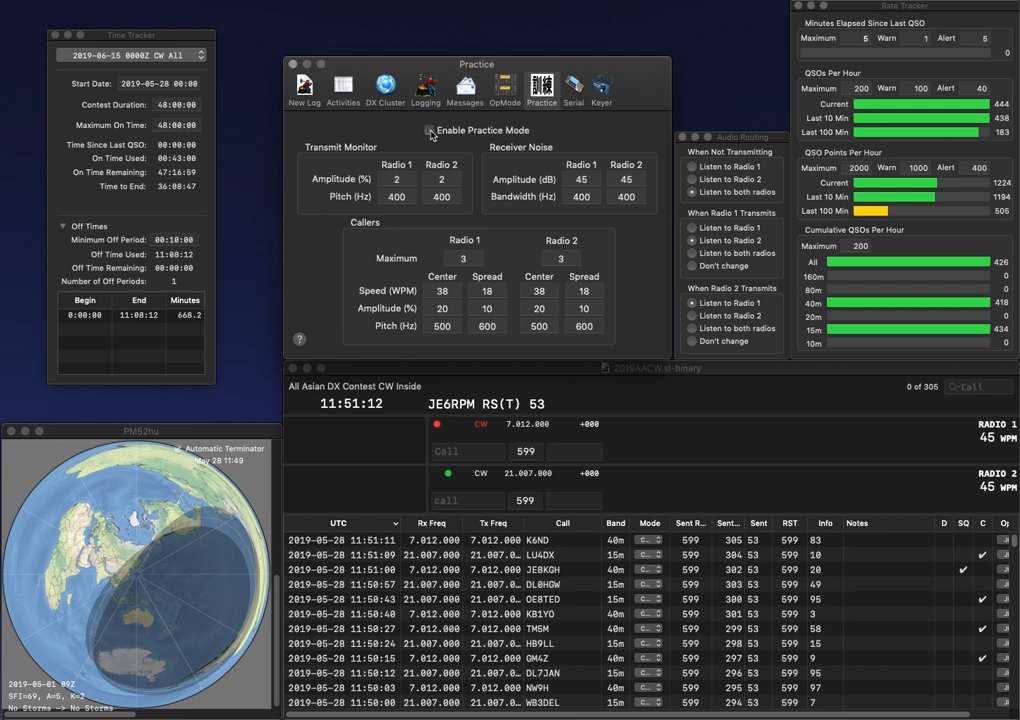 Time Tracker
2019-06-15 0000Z CW All
Start Date: 2019-05-28 00:00
Contest Duration: 48:00:00
Maximum On Time: 48:00:00
Time Since Last QSO: 00:00:00
On Time Used: 00:43:00
On Time Remaining: 47:16:59
Time to End: 36:08:47
Off Times
Minimum Off Period: 00:10:00
Off Time Used: 11:08:12
Off Time Remaining: 00:00:00
Number of Off Periods: 1
Begin End Minutes
0:00:00 11:08:12 668.2
Practice
New Log Activities DX Cluster Logging Messages OpMode Practice Serial Keyer
訓練
Enable Practice Mode
Transmit Monitor
Radio 1 Radio 2
Amplitude (%) 2 2
Pitch (Hz) 400 400
Receiver Noise
Radio 1 Radio 2
Amplitude (dB) 45 45
Bandwidth (Hz) 400 400
Callers
Radio 1 Radio 2
Maximum 3 3
Center Spread Center Spread
Speed (WPM) 38 18 38 18
Amplitude (%) 20 10 20 10
Pitch (Hz) 500 600 500 600
?
Audio Routing
When Not Transmitting
Listen to Radio 1
Listen to Radio 2
Listen to both radios
When Radio 1 Transmits
Listen to Radio 1
Listen to Radio 2
Listen to both radios
Don't change
When Radio 2 Transmits
Listen to Radio 1
Listen to Radio 2
Listen to both radios
Don't change
Rate Tracker
Minutes Elapsed Since Last QSO
Maximum 5 Warn 1 Alert 5
0
QSOs Per Hour
Maximum 200 Warn 100 Alert 40
Current 444
Last 10 Min 438
Last 100 Min 183
QSO Points Per Hour
Maximum 2000 Warn 1000 Alert 400
Current 1224
Last 10 Min 1194
Last 100 Min 505
Cumulative QSOs Per Hour
Maximum 200
All 426
160m 0
80m 0
40m 418
20m 0
15m 434
10m 0
PM52hu
Automatic Terminator
May 28 11:49
2019-05-01 09Z
SFI=69, A=5, K=2
No Storms -> No Storms
2019AACW.sl-binary
All Asian DX Contest CW Inside 0 of 305 Call
11:51:12 JE6RPM RS(T) 53
CW 7.012.000 +000 RADIO 1
Call 599 45 WPM
CW 21.007.000 +000 RADIO 2
call 599 45 WPM
UTC Rx Freq Tx Freq Call Band Mode Sent R... Sent... Sent RST Info Notes D SQ C Op
2019-05-28 11:51:11 7.012.000 7.012.000 K6ND 40m C... 599 305 53 599 83
2019-05-28 11:51:09 21.007.000 21.007.0... LU4DX 15m C... 599 304 53 599 10 ✔
2019-05-28 11:51:00 7.012.000 7.012.000 JE8KGH 40m C... 599 302 53 599 20 ✔
2019-05-28 11:50:57 21.007.000 21.007.0... DL0HGW 15m C... 599 303 53 599 49
2019-05-28 11:50:43 21.007.000 21.007.0... OE8TED 15m C... 599 300 53 599 95 ✔
2019-05-28 11:50:40 7.012.000 7.012.000 KB1YO 40m C... 599 301 53 599 3
2019-05-28 11:50:27 7.012.000 7.012.000 TM5M 40m C... 599 299 53 599 58 ✔
2019-05-28 11:50:24 21.007.000 21.007.0... HB9LL 15m C... 599 298 53 599 15
2019-05-28 11:50:15 7.012.000 7.012.000 GM4Z 40m C... 599 297 53 599 9 ✔
2019-05-28 11:50:12 21.007.000 21.007.0... DL7JAN 15m C... 599 296 53 599 95
2019-05-28 11:50:03 7.012.000 7.012.000 NW9H 40m C... 599 295 53 599 97
2019-05-28 11:50:00 21.007.000 21.007.0... WB3DEL 15m C... 599 294 53 599 7